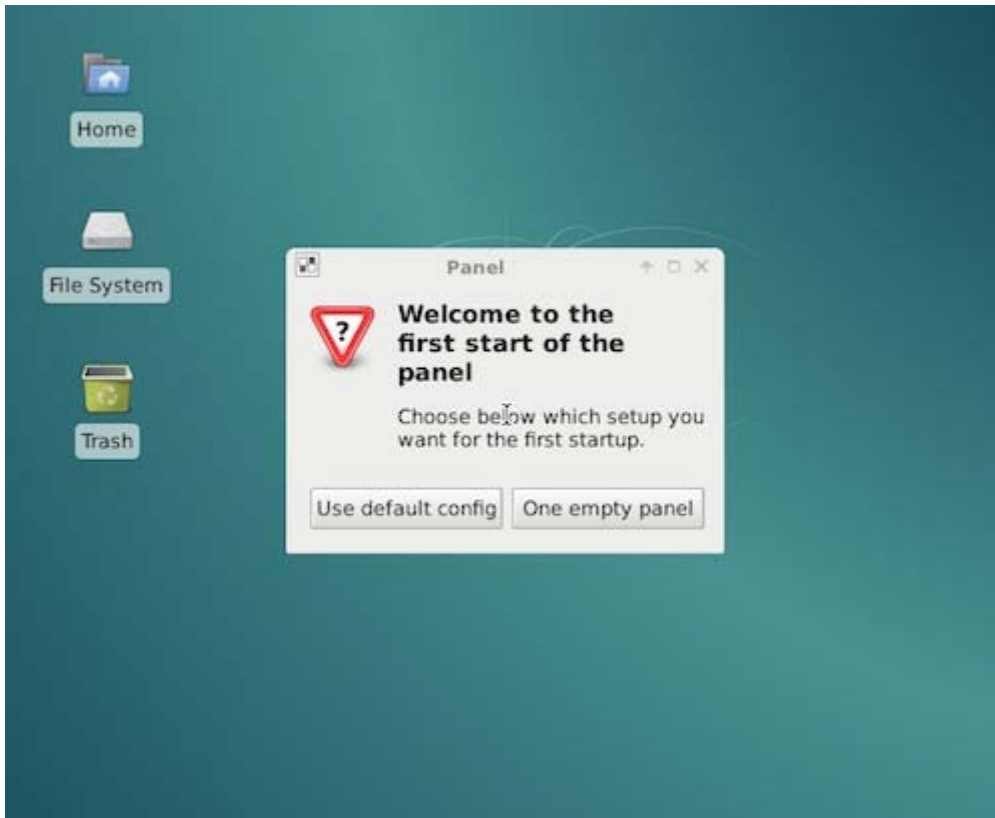 Home
File System
Trash
Panel
?
Welcome to the
first start of the
panel
Choose below which setup you
want for the first startup.
Use default config
One empty panel